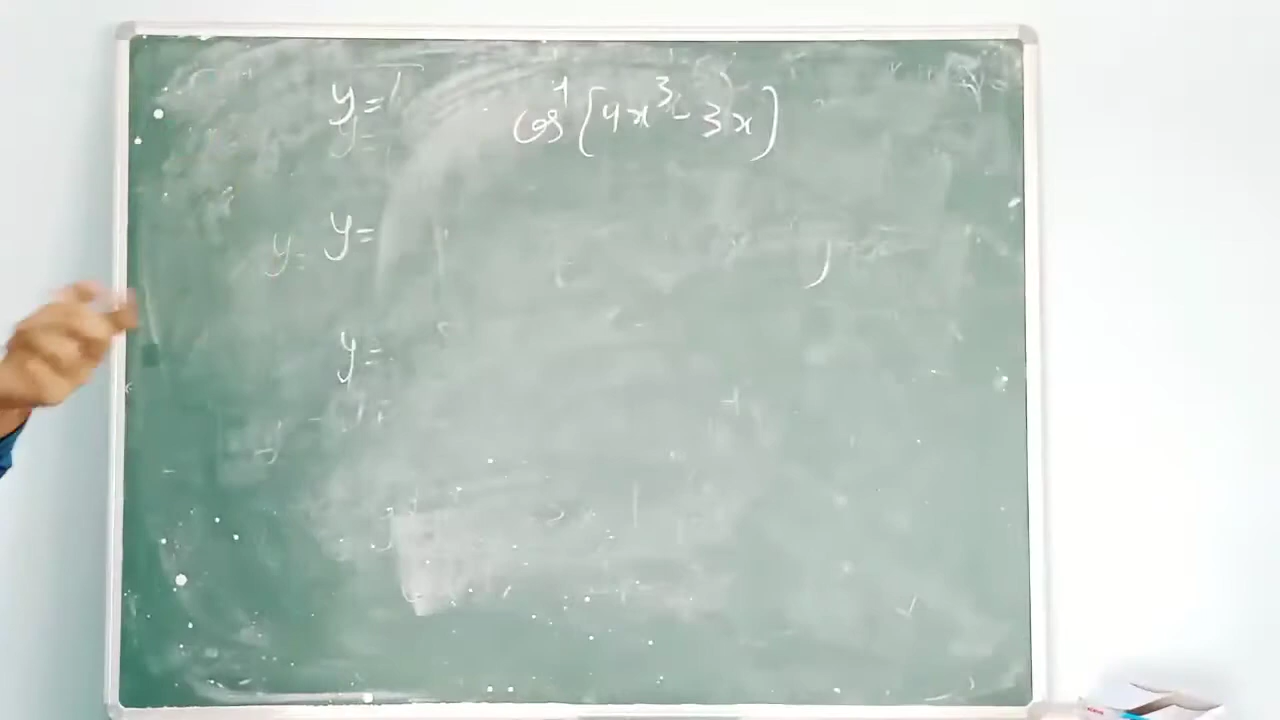 y = cos⁻¹[4x³ - 3x]
y =
y =